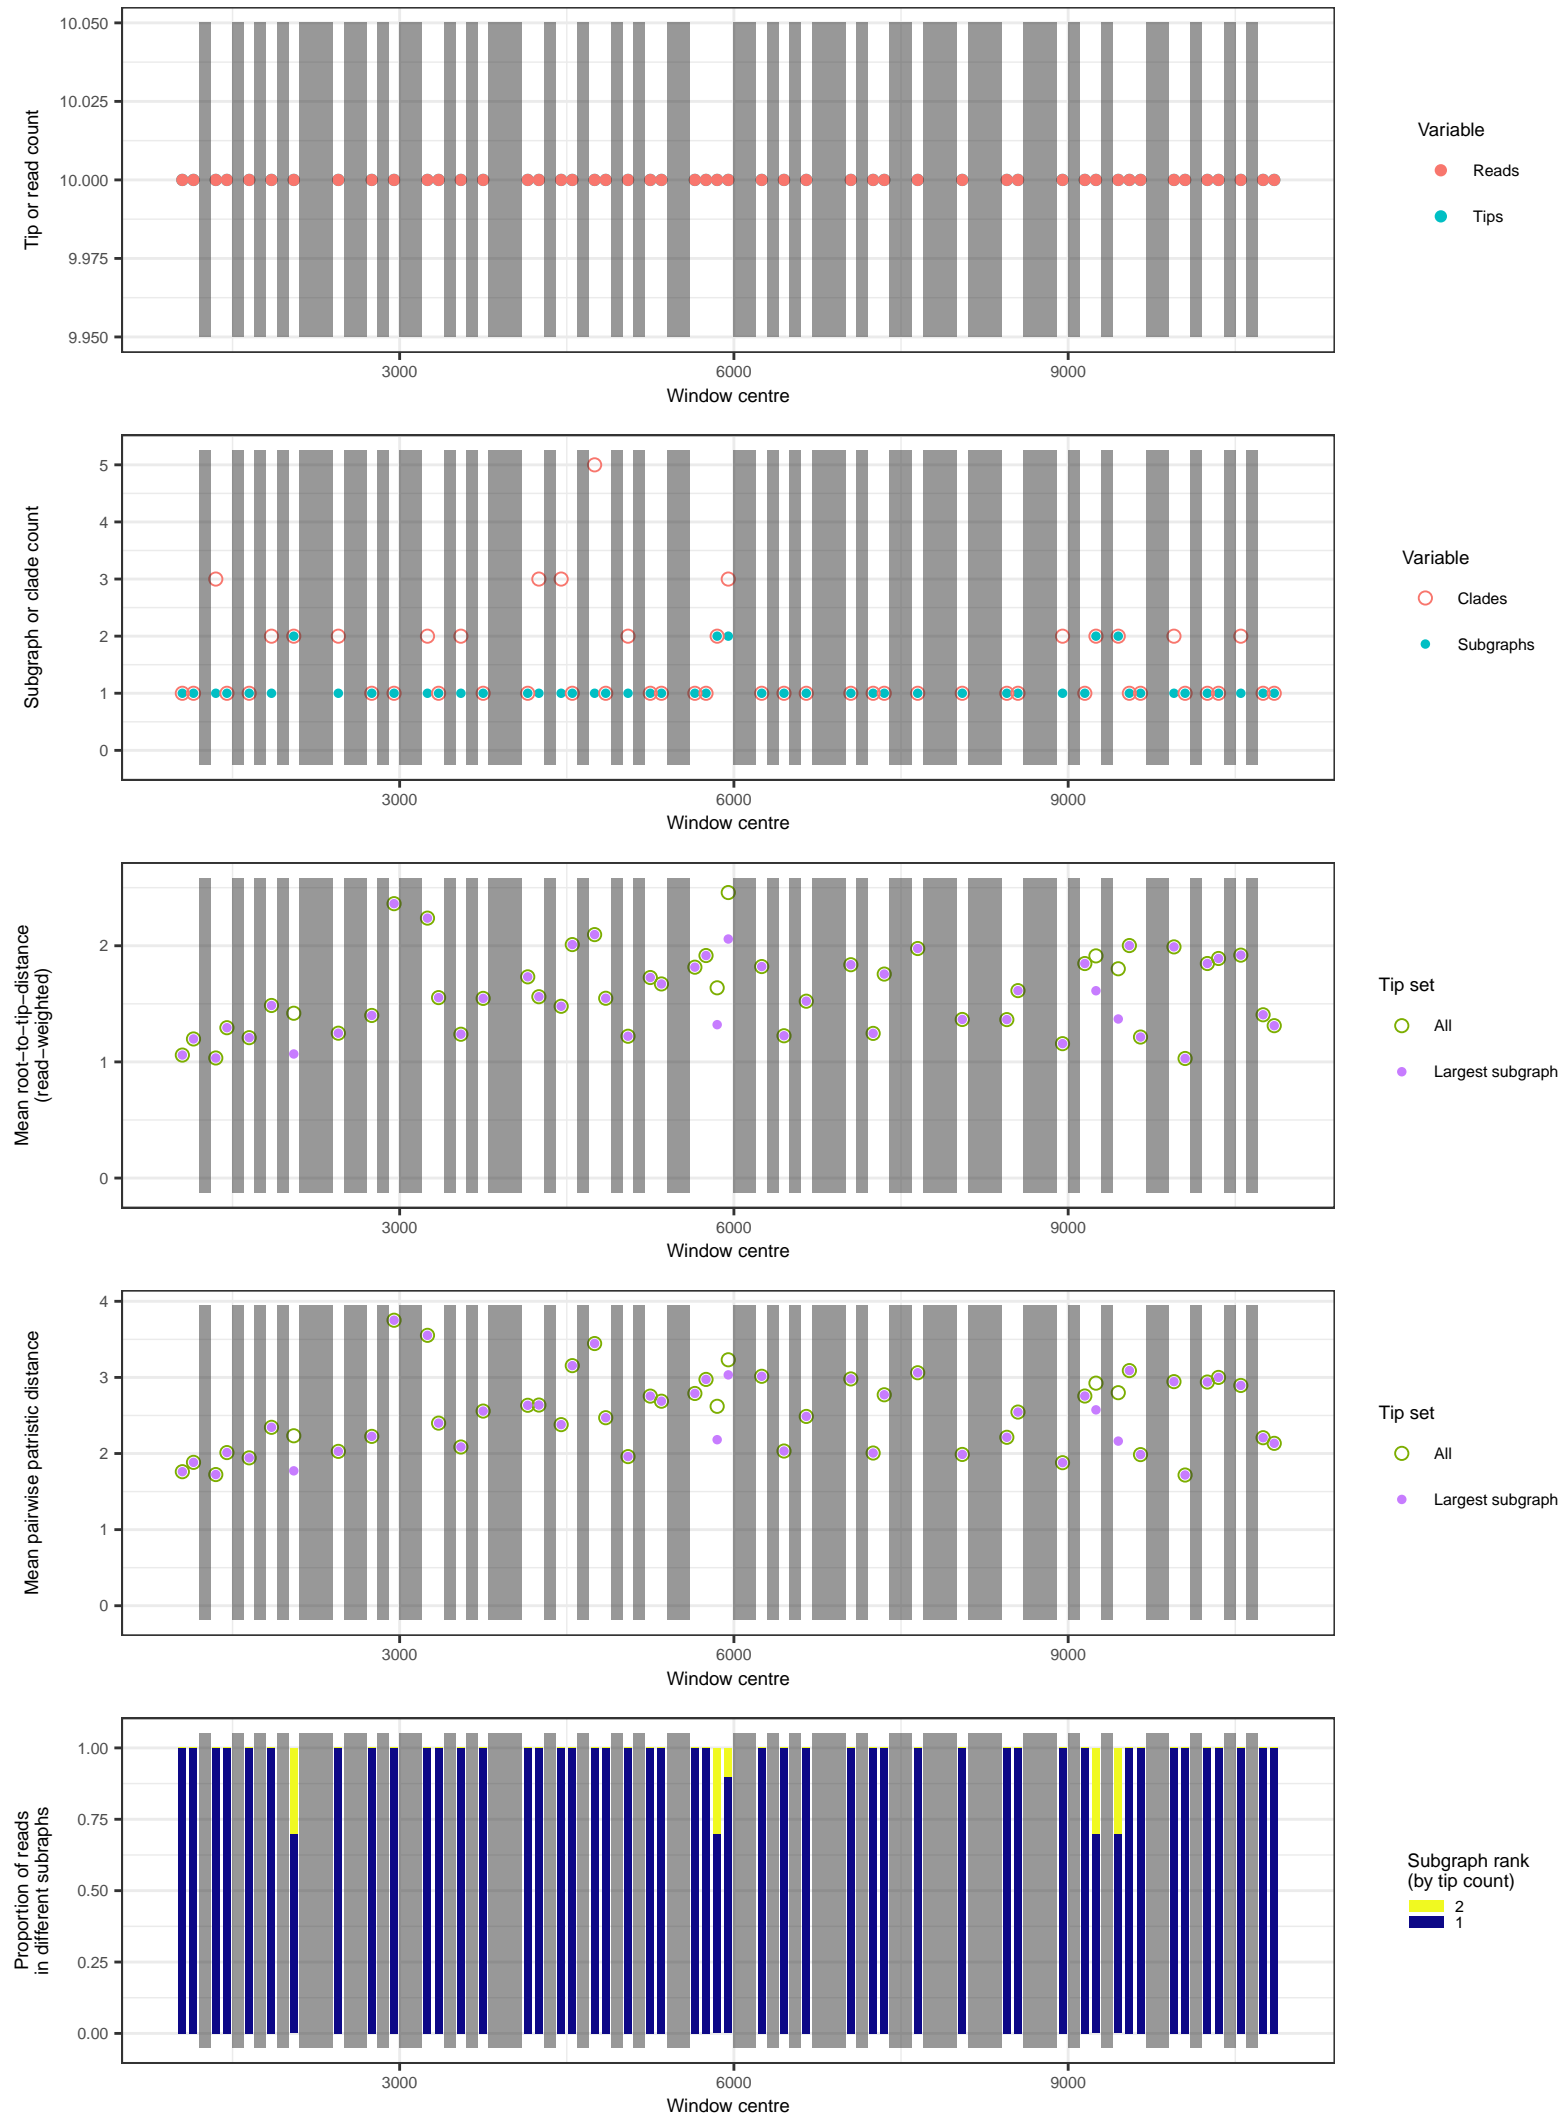 10.050
10.025
10.000
9.975
9.950
Tip or read count
3000 6000 9000
Window centre
Variable
Reads
Tips
5
4
3
2
1
0
Subgraph or clade count
3000 6000 9000
Window centre
Variable
Clades
Subgraphs
2
1
0
Mean root−to−tip−distance
(read−weighted)
3000 6000 9000
Window centre
Tip set
All
Largest subgraph
4
3
2
1
0
Mean pairwise patristic distance
3000 6000 9000
Window centre
Tip set
All
Largest subgraph
1.00
0.75
0.50
0.25
0.00
Proportion of reads
in different subraphs
3000 6000 9000
Window centre
Subgraph rank
(by tip count)
2
1